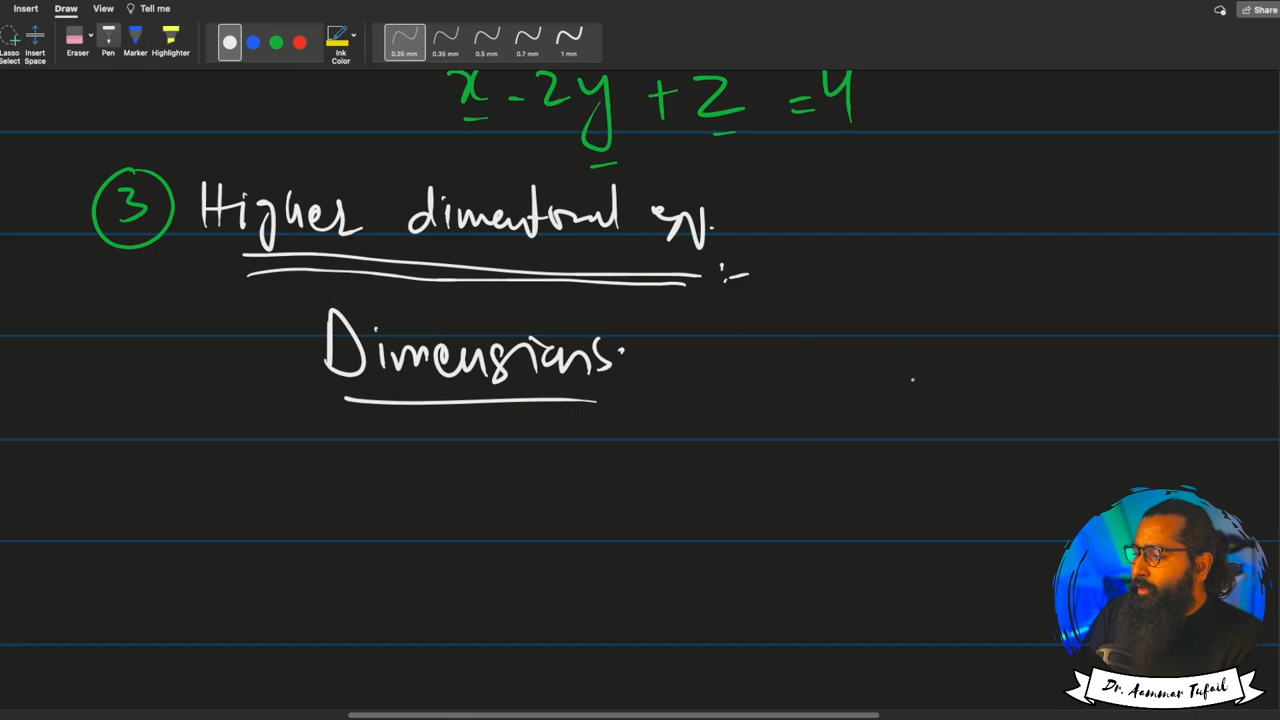 Insert Draw View Tell me Share
Lasso Select Insert Space Eraser Pen Marker Highlighter Ink Color 0.25 mm 0.35 mm 0.5 mm 0.7 mm 1 mm
x - 2y + z = 4
3 Higher dimentonal eq. :-
Dimensions.
Dr. Aammar Tufail